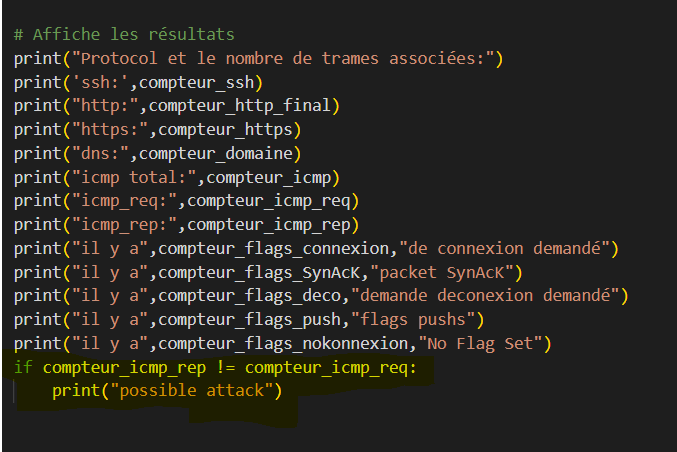 # Affiche les résultats
print("Protocol et le nombre de trames associées:")
print('ssh:',compteur_ssh)
print("http:",compteur_http_final)
print("https:",compteur_https)
print("dns:",compteur_domaine)
print("icmp total:",compteur_icmp)
print("icmp_req:",compteur_icmp_req)
print("icmp_rep:",compteur_icmp_rep)
print("il y a",compteur_flags_connexion,"de connexion demandé")
print("il y a",compteur_flags_SynAcK,"packet SynAcK")
print("il y a",compteur_flags_deco,"demande deconexion demandé")
print("il y a",compteur_flags_push,"flags pushs")
print("il y a",compteur_flags_nokonnexion,"No Flag Set")
if compteur_icmp_rep != compteur_icmp_req:
    print("possible attack")